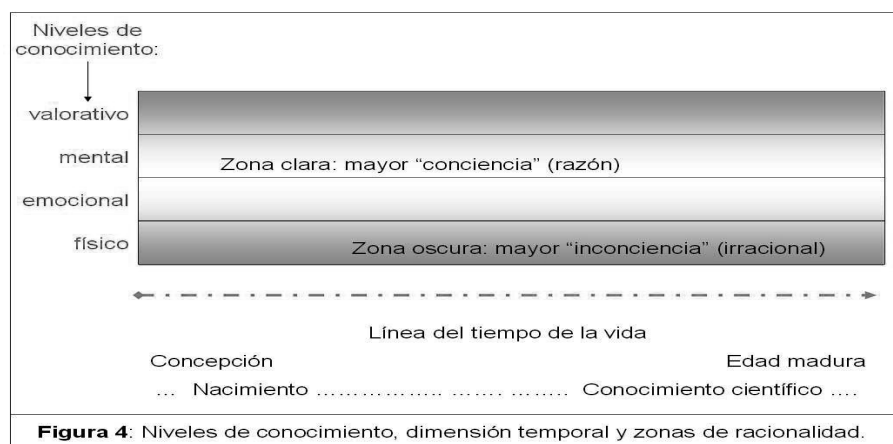 Niveles de
conocimiento:
valorativo
mental
Zona clara: mayor “conciencia” (razón)
emocional
físico
Zona oscura: mayor “inconciencia” (irracional)
Línea del tiempo de la vida
Concepción Edad madura
... Nacimiento ................. ....... ........ Conocimiento científico ....
Figura 4: Niveles de conocimiento, dimensión temporal y zonas de racionalidad.